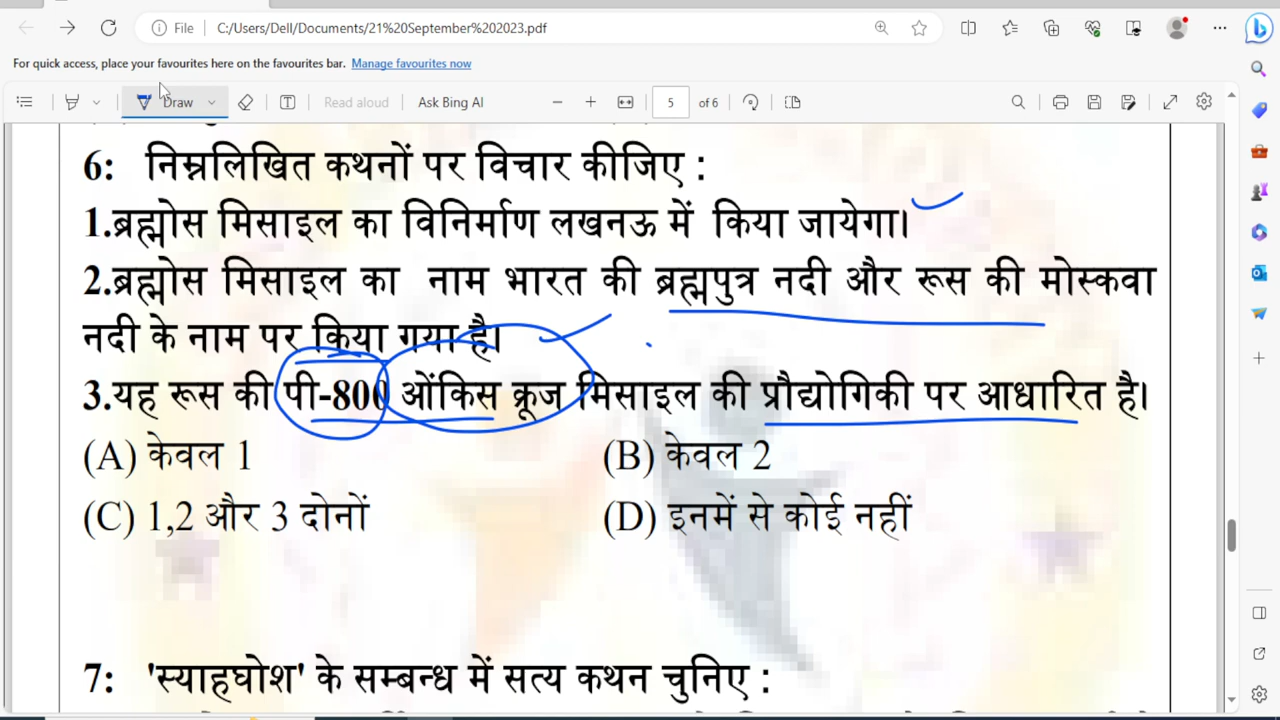 File C:/Users/Dell/Documents/21%20September%202023.pdf
For quick access, place your favourites here on the favourites bar. Manage favourites now
Draw Read aloud Ask Bing AI 5 of 6
6: निम्नलिखित कथनों पर विचार कीजिए :
1.ब्रह्मोस मिसाइल का विनिर्माण लखनऊ में किया जायेगा।
2.ब्रह्मोस मिसाइल का नाम भारत की ब्रह्मपुत्र नदी और रूस की मोस्कवा
नदी के नाम पर किया गया है।
3.यह रूस की पी-800 ओंकिस क्रूज मिसाइल की प्रौद्योगिकी पर आधारित है।
(A) केवल 1 (B) केवल 2
(C) 1,2 और 3 दोनों (D) इनमें से कोई नहीं
7: 'स्याहघोश' के सम्बन्ध में सत्य कथन चुनिए :